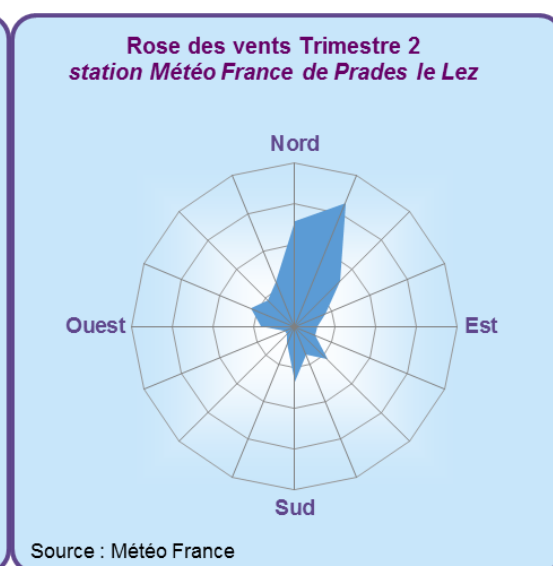 Rose des vents Trimestre 2
station Météo France de Prades le Lez
Nord
Ouest
Est
Sud
Source : Météo France